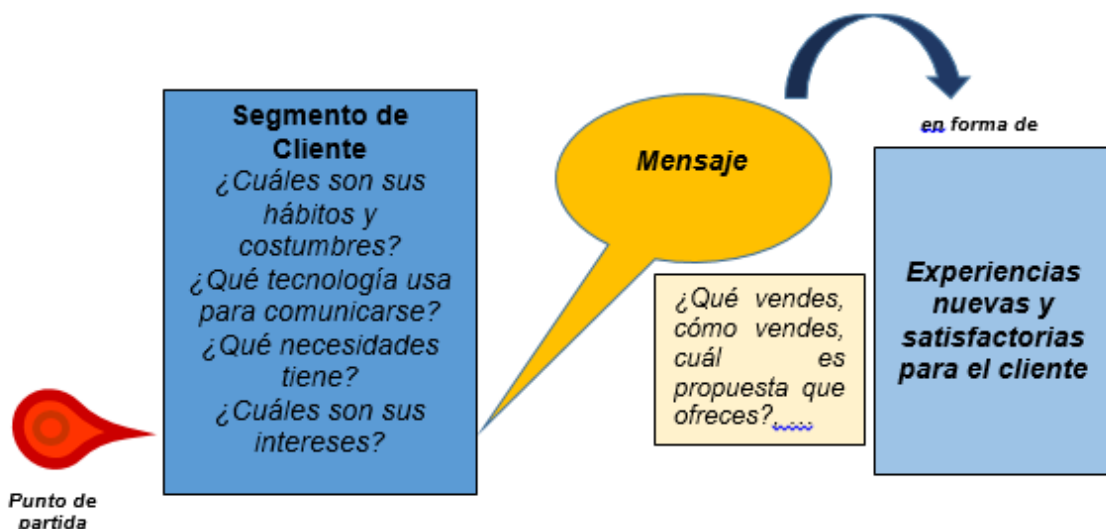 Punto de
partida
Segmento de
Cliente
¿Cuáles son sus
hábitos y
costumbres?
¿Qué tecnología usa
para comunicarse?
¿Qué necesidades
tiene?
¿Cuáles son sus
intereses?
Mensaje
¿Qué vendes,
cómo vendes,
cuál es
propuesta que
ofreces?, ....
en forma de
Experiencias
nuevas y
satisfactorias
para el cliente